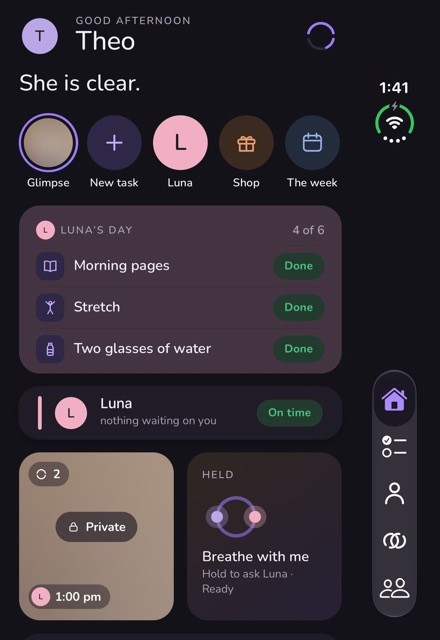 GOOD AFTERNOON
T
Theo
She is clear.
1:41
L
Glimpse
New task
Luna
Shop
The week
L
LUNA'S DAY
4 of 6
Morning pages
Done
Stretch
Done
Two glasses of water
Done
L
Luna
nothing waiting on you
On time
2
Private
L
1:00 pm
HELD
Breathe with me
Hold to ask Luna ·
Ready